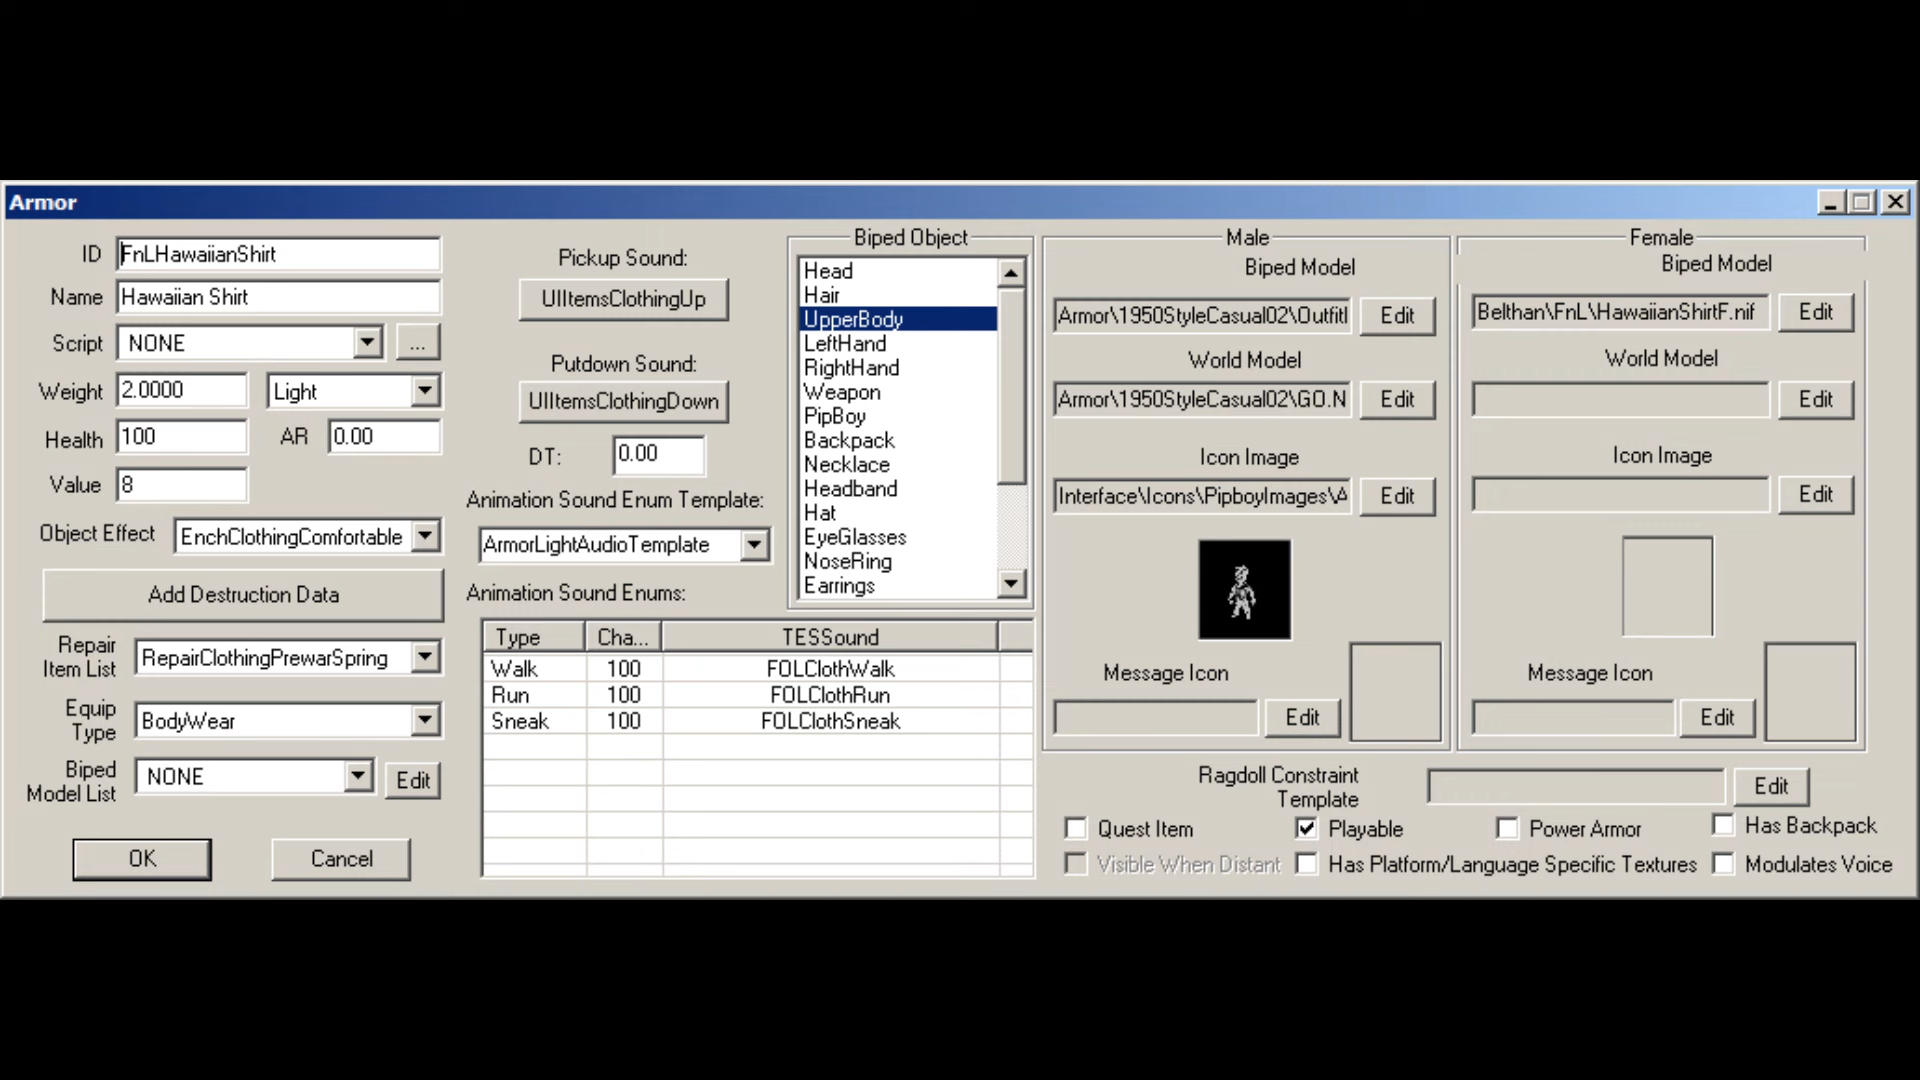 Armor
ID FnLHawaiianShirt
Name Hawaiian Shirt
Script NONE ...
Weight 2.0000 Light
Health 100 AR 0.00
Value 8
Object Effect EnchClothingComfortable
Add Destruction Data
Repair Item List RepairClothingPrewarSpring
Equip Type BodyWear
Biped Model List NONE Edit
OK Cancel
Pickup Sound:
UIItemsClothingUp
Putdown Sound:
UIItemsClothingDown
DT: 0.00
Animation Sound Enum Template:
ArmorLightAudioTemplate
Animation Sound Enums:
Type Cha... TESSound
Walk 100 FOLClothWalk
Run 100 FOLClothRun
Sneak 100 FOLClothSneak
Biped Object
Head
Hair
UpperBody
LeftHand
RightHand
Weapon
PipBoy
Backpack
Necklace
Headband
Hat
EyeGlasses
NoseRing
Earrings
Male
Biped Model
Armor\1950StyleCasual02\Outfitl Edit
World Model
Armor\1950StyleCasual02\GO.N Edit
Icon Image
Interface\Icons\PipboyImages\A Edit
Message Icon
Edit
Female
Biped Model
Belthan\FnL\HawaiianShirtF.nif Edit
World Model
Edit
Icon Image
Edit
Message Icon
Edit
Ragdoll Constraint Template Edit
Quest Item Playable Power Armor Has Backpack
Visible When Distant Has Platform/Language Specific Textures Modulates Voice